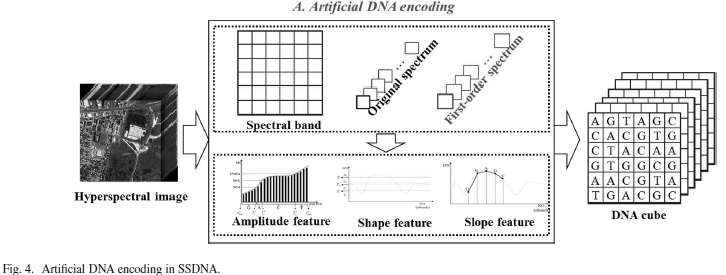 A. Artificial DNA encoding
Original spectrum
First-order spectrum
Spectral band
Hyperspectral image
Amplitude feature
Shape feature
Slope feature
A G T A G C
C A C G T G
C T A C A A
G T G G C G
A A C G T A
T G A C G C
DNA cube
Fig. 4. Artificial DNA encoding in SSDNA.